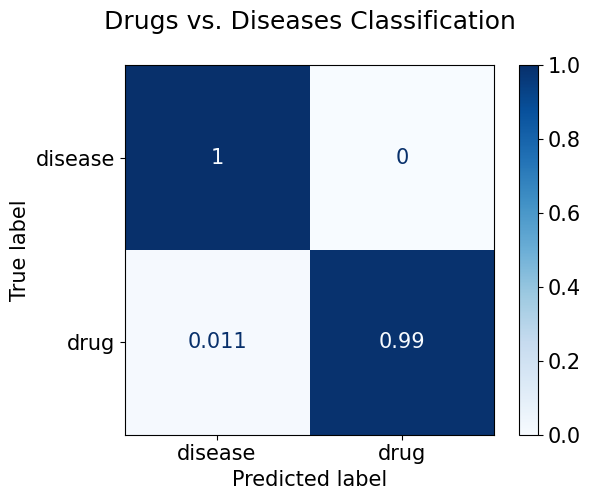 Drugs vs. Diseases Classification
True label
disease
1
0
drug
0.011
0.99
disease
drug
Predicted label
1.0
0.8
0.6
0.4
0.2
0.0